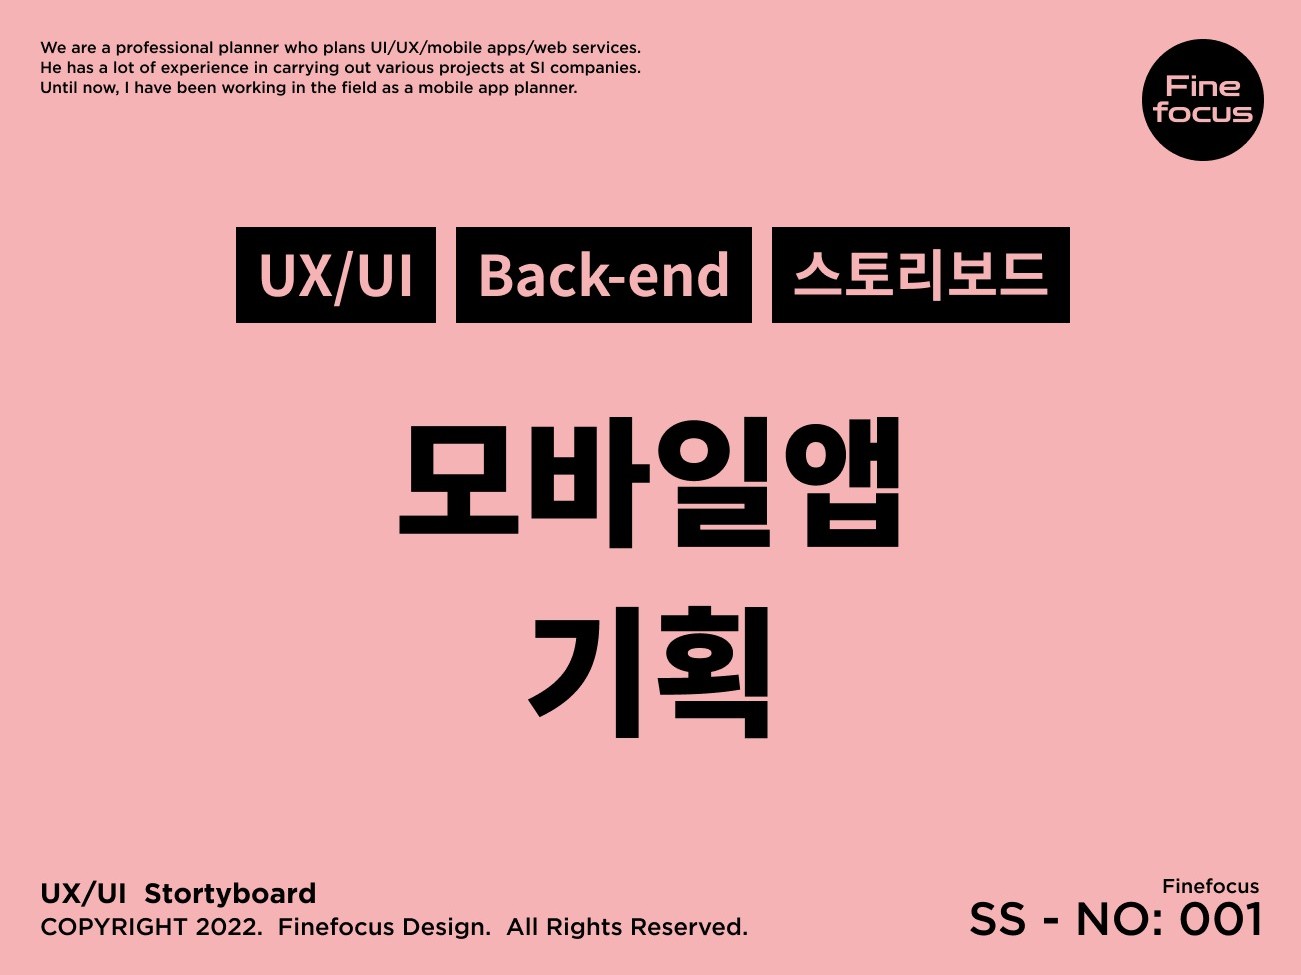 We are a professional planner who plans UI/UX/mobile apps/web services.
He has a lot of experience in carrying out various projects at SI companies.
Until now, I have been working in the field as a mobile app planner.
Fine
focus
UX/UI Back-end 스토리보드
모바일앱
기획
UX/UI Stortyboard
COPYRIGHT 2022. Finefocus Design. All Rights Reserved.
Finefocus
SS - NO: 001